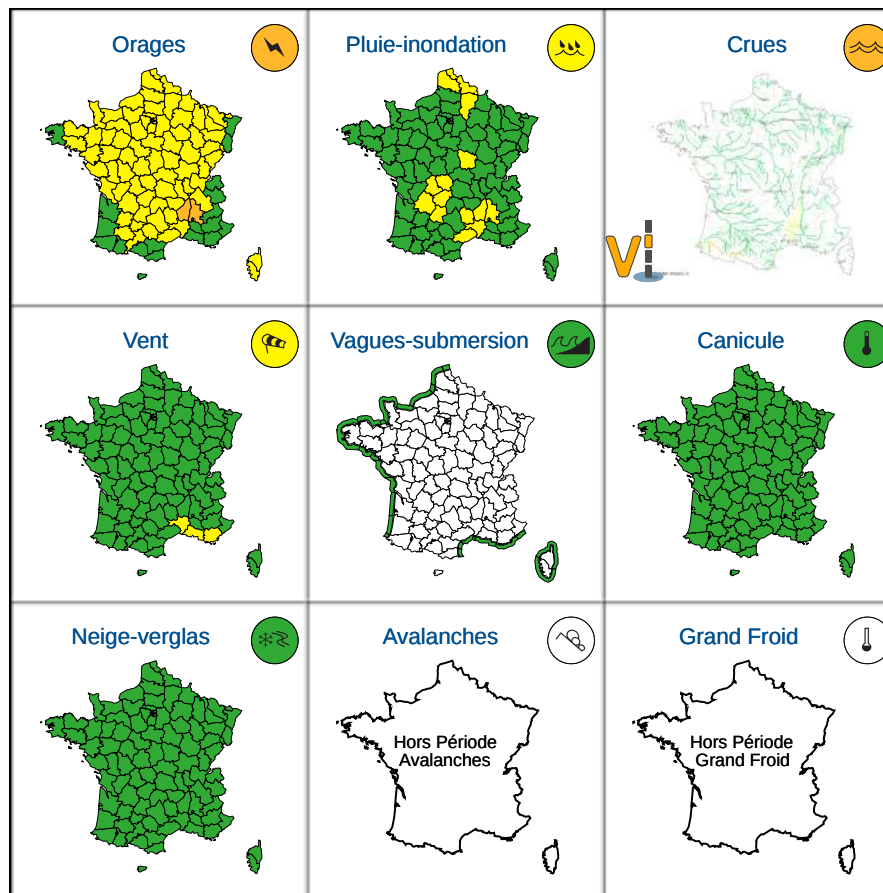 Orages
Pluie-inondation
Crues
Vi
Vent
Vagues-submersion
Canicule
Neige-verglas
Avalanches
Grand Froid
Hors Période
Avalanches
Hors Période
Grand Froid